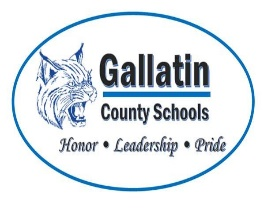 Gallatin
County Schools
Honor • Leadership • Pride